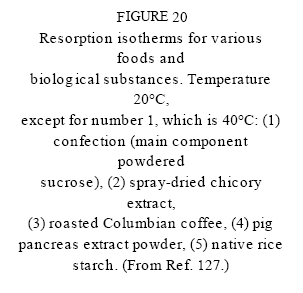 FIGURE 20
Resorption isotherms for various
foods and
biological substances. Temperature
20°C,
except for number 1, which is 40°C: (1)
confection (main component
powdered
sucrose), (2) spray-dried chicory
extract,
(3) roasted Columbian coffee, (4) pig
pancreas extract powder, (5) native rice
starch. (From Ref. 127.)